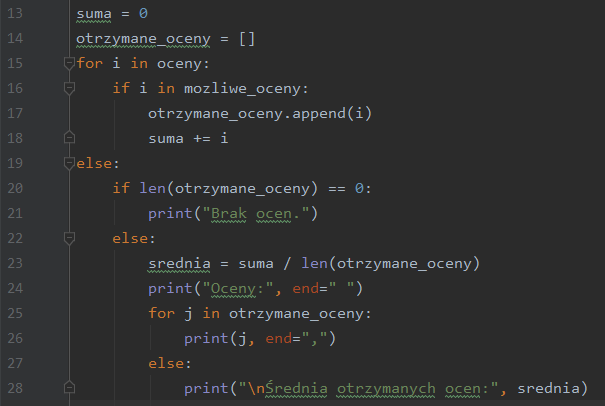 13 suma = 0
14 otrzymane_oceny = []
15 for i in oceny:
16     if i in mozliwe_oceny:
17         otrzymane_oceny.append(i)
18         suma += i
19 else:
20     if len(otrzymane_oceny) == 0:
21         print("Brak ocen.")
22     else:
23         srednia = suma / len(otrzymane_oceny)
24         print("Oceny:", end=" ")
25         for j in otrzymane_oceny:
26             print(j, end=",")
27         else:
28             print("\nŚrednia otrzymanych ocen:", srednia)